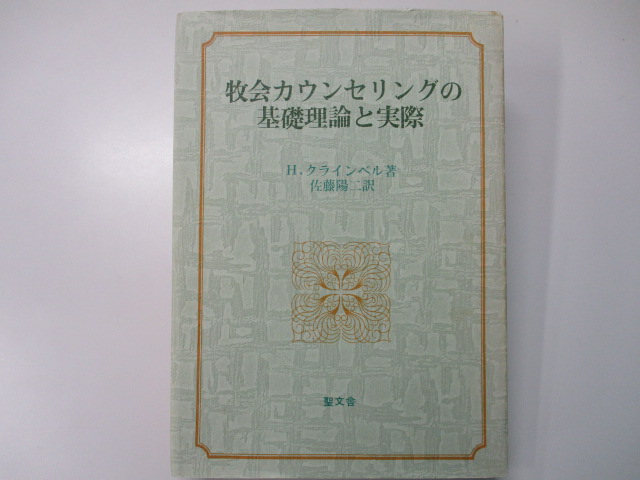 牧会カウンセリングの
基礎理論と実際
H.クラインベル著
佐藤陽二訳
聖文舎